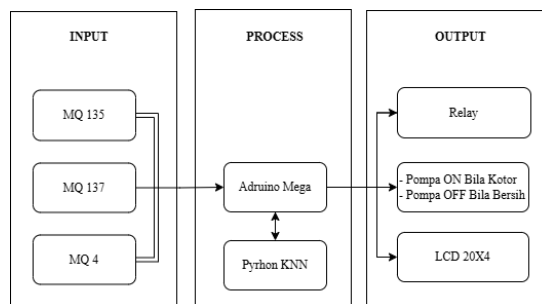 INPUT
MQ 135
MQ 137
MQ 4
PROCESS
Adruino Mega
Pyrhon KNN
OUTPUT
Relay
- Pompa ON Bila Kotor
- Pompa OFF Bila Bersih
LCD 20X4